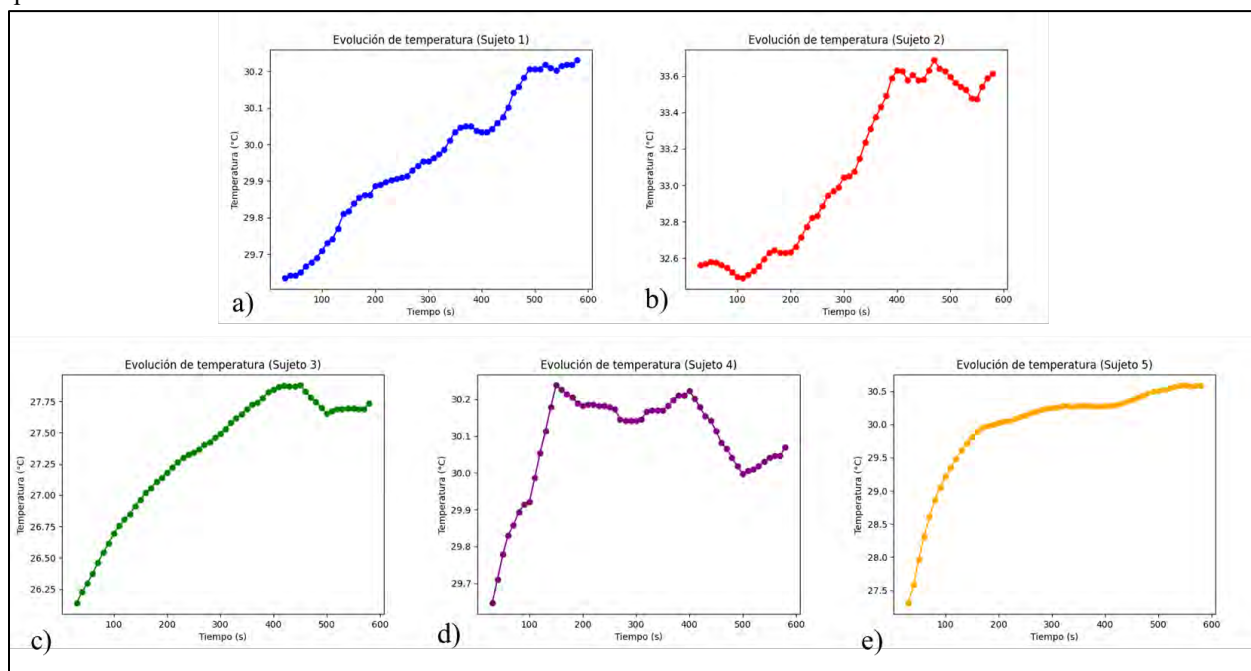 Evolución de temperatura (Sujeto 1)
30.2
30.1
30.0
29.9
29.8
29.7
Temperatura (°C)
100 200 300 400 500 600
Tiempo (s)
a)
Evolución de temperatura (Sujeto 2)
33.6
33.4
33.2
33.0
32.8
32.6
Temperatura (°C)
100 200 300 400 500 600
Tiempo (s)
b)
Evolución de temperatura (Sujeto 3)
27.75
27.50
27.25
27.00
26.75
26.50
26.25
Temperatura (°C)
100 200 300 400 500 600
Tiempo (s)
c)
Evolución de temperatura (Sujeto 4)
30.2
30.1
30.0
29.9
29.8
29.7
Temperatura (°C)
100 200 300 400 500 600
Tiempo (s)
d)
Evolución de temperatura (Sujeto 5)
30.5
30.0
29.5
29.0
28.5
28.0
27.5
Temperatura (°C)
100 200 300 400 500 600
Tiempo (s)
e)